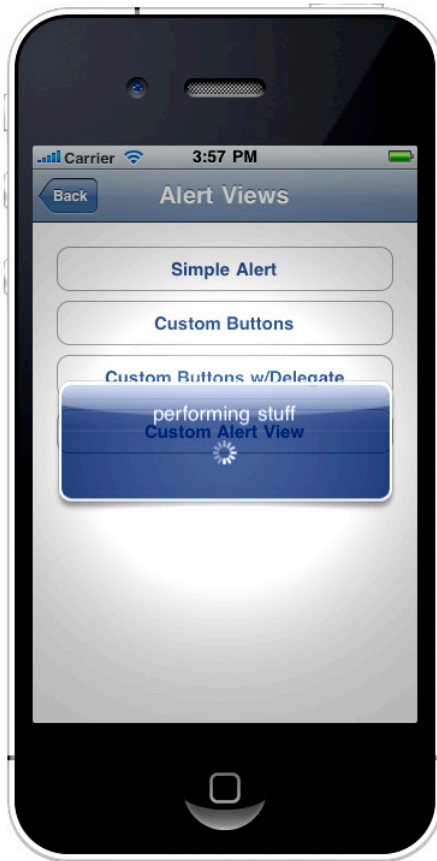 Carrier 3:57 PM
Back Alert Views
Simple Alert
Custom Buttons
Custom Buttons w/Delegate
performing stuff
Custom Alert View